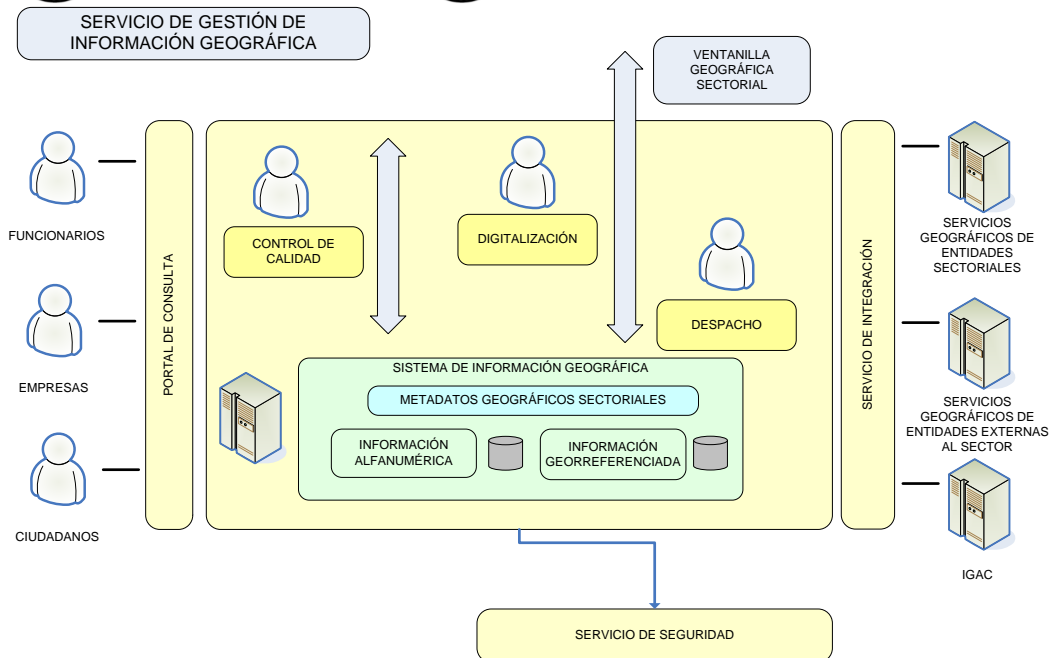 SERVICIO DE GESTIÓN DE
INFORMACIÓN GEOGRÁFICA
VENTANILLA
GEOGRÁFICA
SECTORIAL
FUNCIONARIOS
EMPRESAS
CIUDADANOS
PORTAL DE CONSULTA
CONTROL DE
CALIDAD
DIGITALIZACIÓN
DESPACHO
SISTEMA DE INFORMACIÓN GEOGRÁFICA
METADATOS GEOGRÁFICOS SECTORIALES
INFORMACIÓN
ALFANUMÉRICA
INFORMACIÓN
GEORREFERENCIADA
SERVICIO DE INTEGRACIÓN
SERVICIOS
GEOGRÁFICOS DE
ENTIDADES
SECTORIALES
SERVICIOS
GEOGRÁFICOS DE
ENTIDADES EXTERNAS
AL SECTOR
IGAC
SERVICIO DE SEGURIDAD